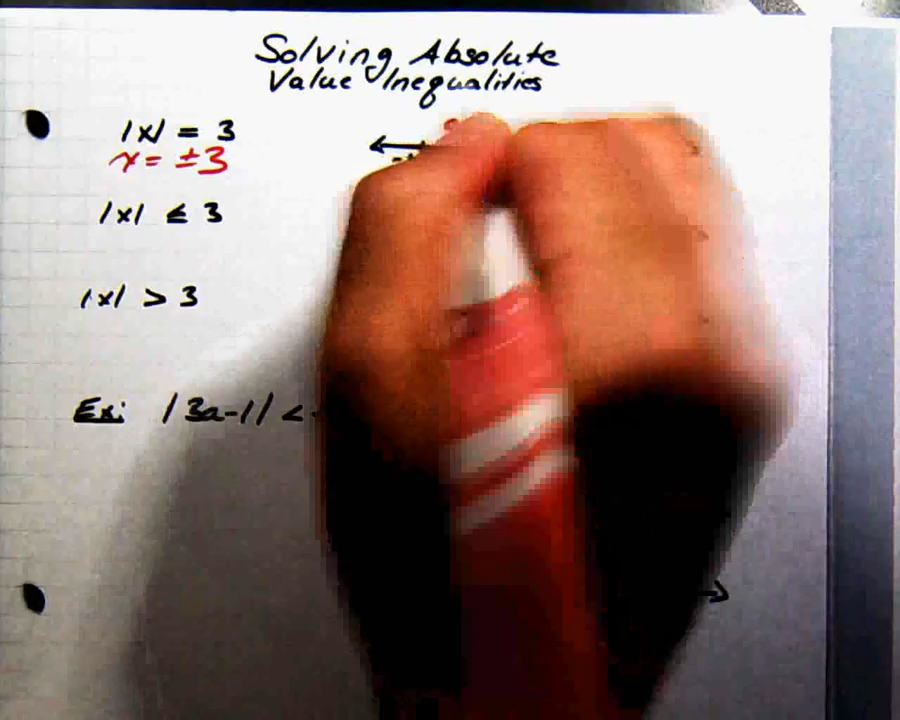 Solving Absolute
Value Inequalities
|x| = 3
x = ±3
|x| ≤ 3
|x| > 3
Ex: |3a-1| <